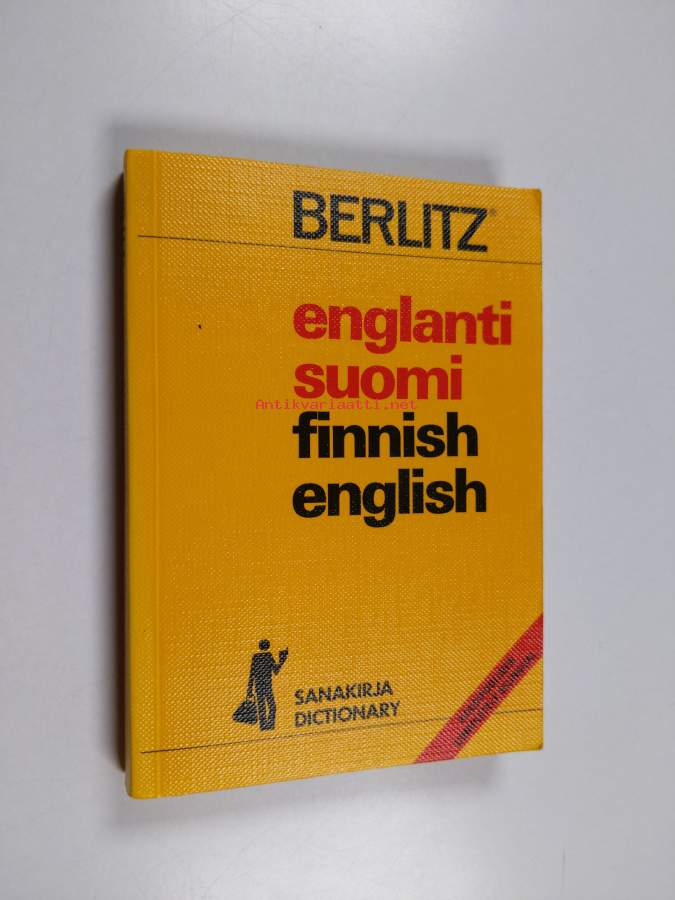 BERLITZ®
englanti
suomi
Antikvariaatti.net
finnish
english
SANAKIRJA
DICTIONARY